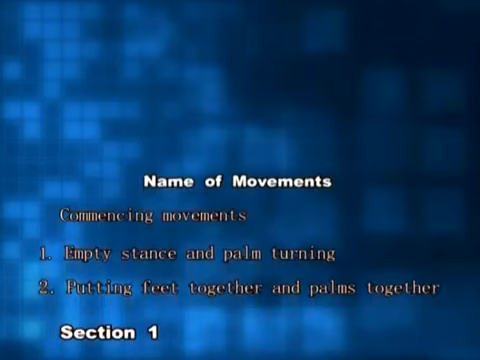 Name of Movements
Commencing movements
1. Empty stance and palm turning
2. Putting feet together and palms together
Section 1